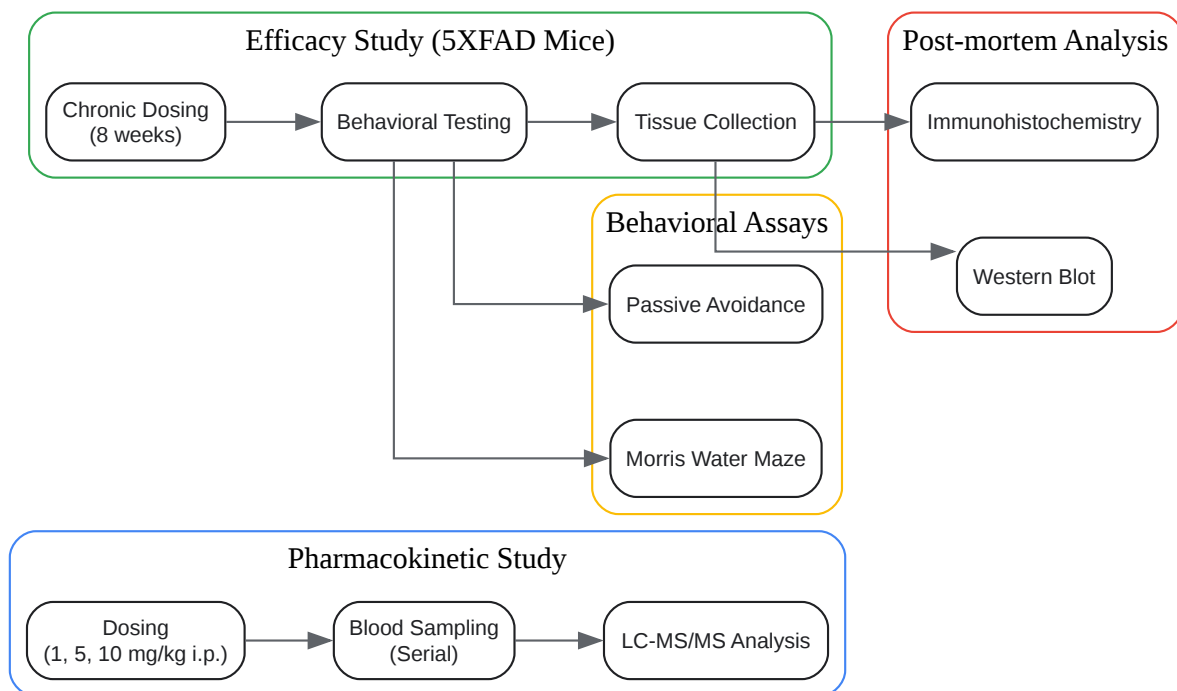 Efficacy Study (5XFAD Mice)
Chronic Dosing
(8 weeks)
Behavioral Testing
Tissue Collection
Post-mortem Analysis
Immunohistochemistry
Western Blot
Behavioral Assays
Passive Avoidance
Morris Water Maze
Pharmacokinetic Study
Dosing
(1, 5, 10 mg/kg i.p.)
Blood Sampling
(Serial)
LC-MS/MS Analysis